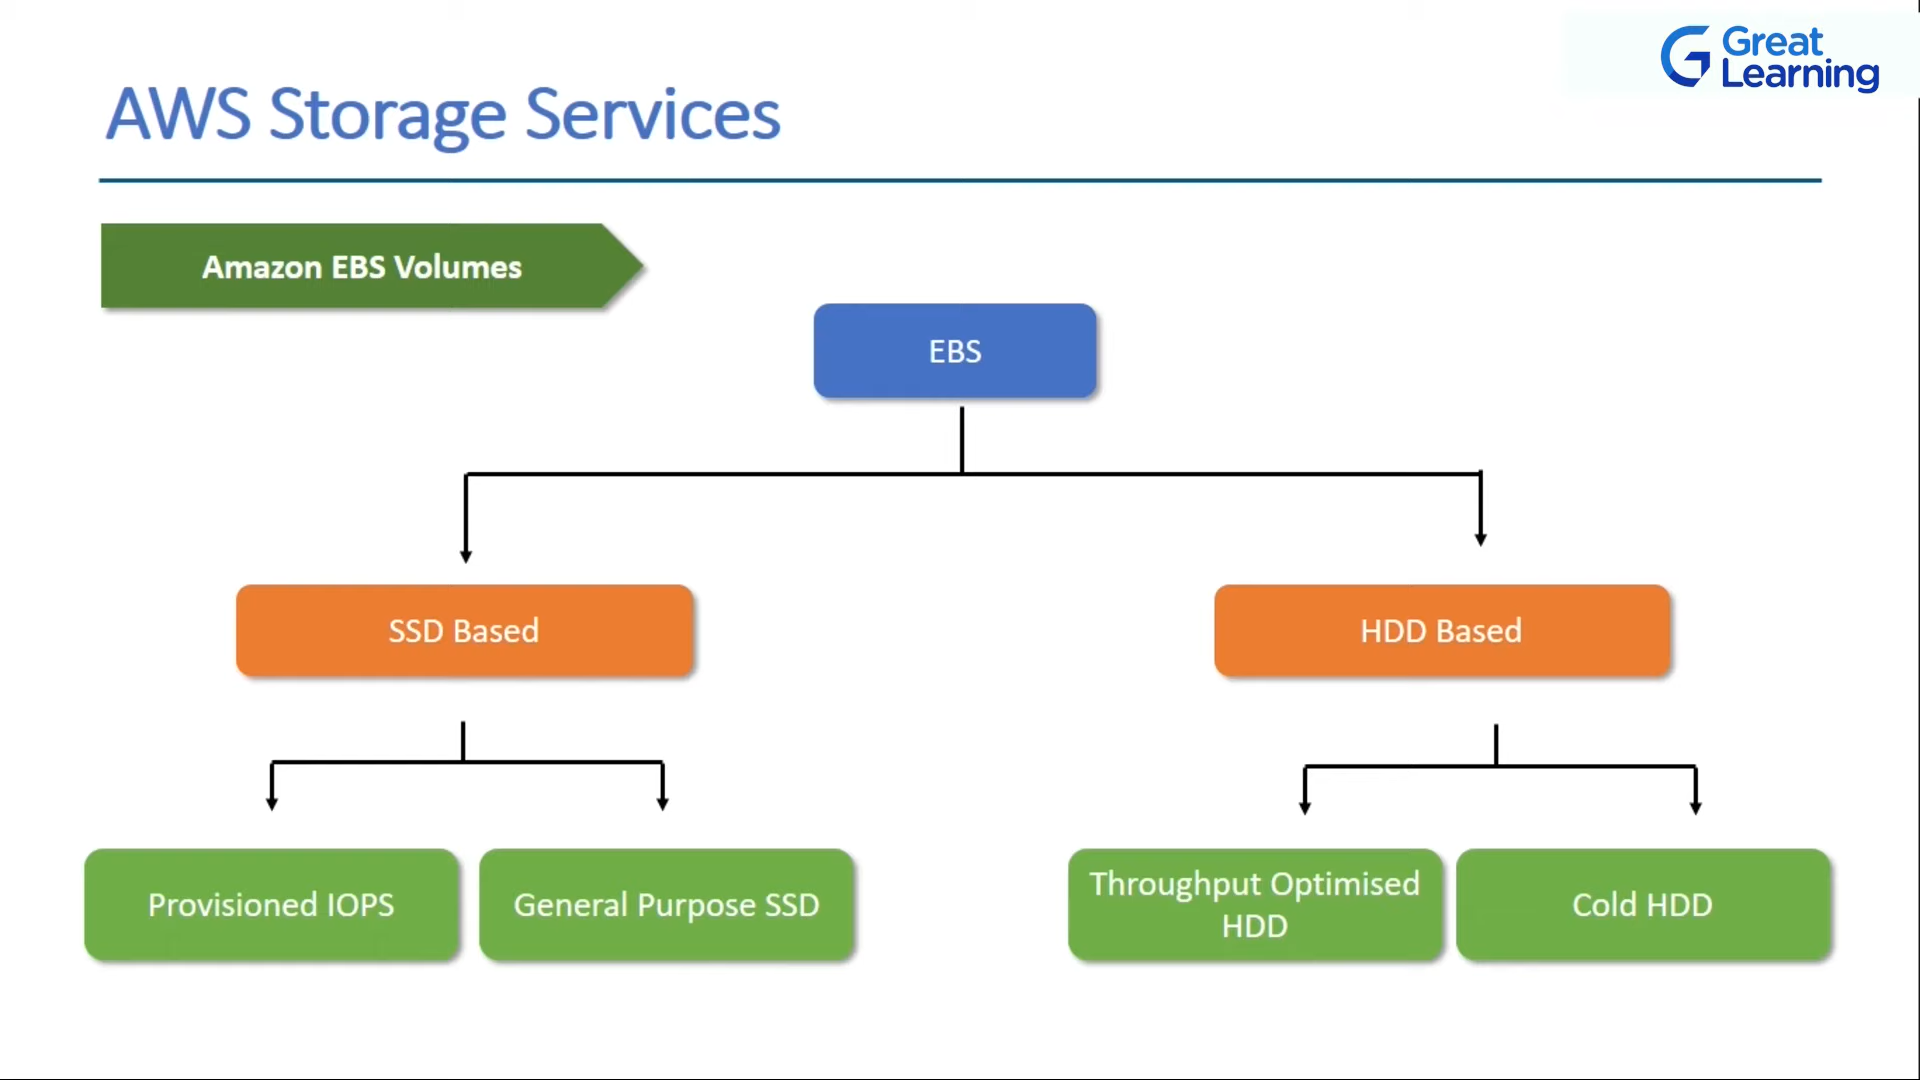 Great
Learning
AWS Storage Services
Amazon EBS Volumes
EBS
SSD Based
HDD Based
Provisioned IOPS
General Purpose SSD
Throughput Optimised
HDD
Cold HDD